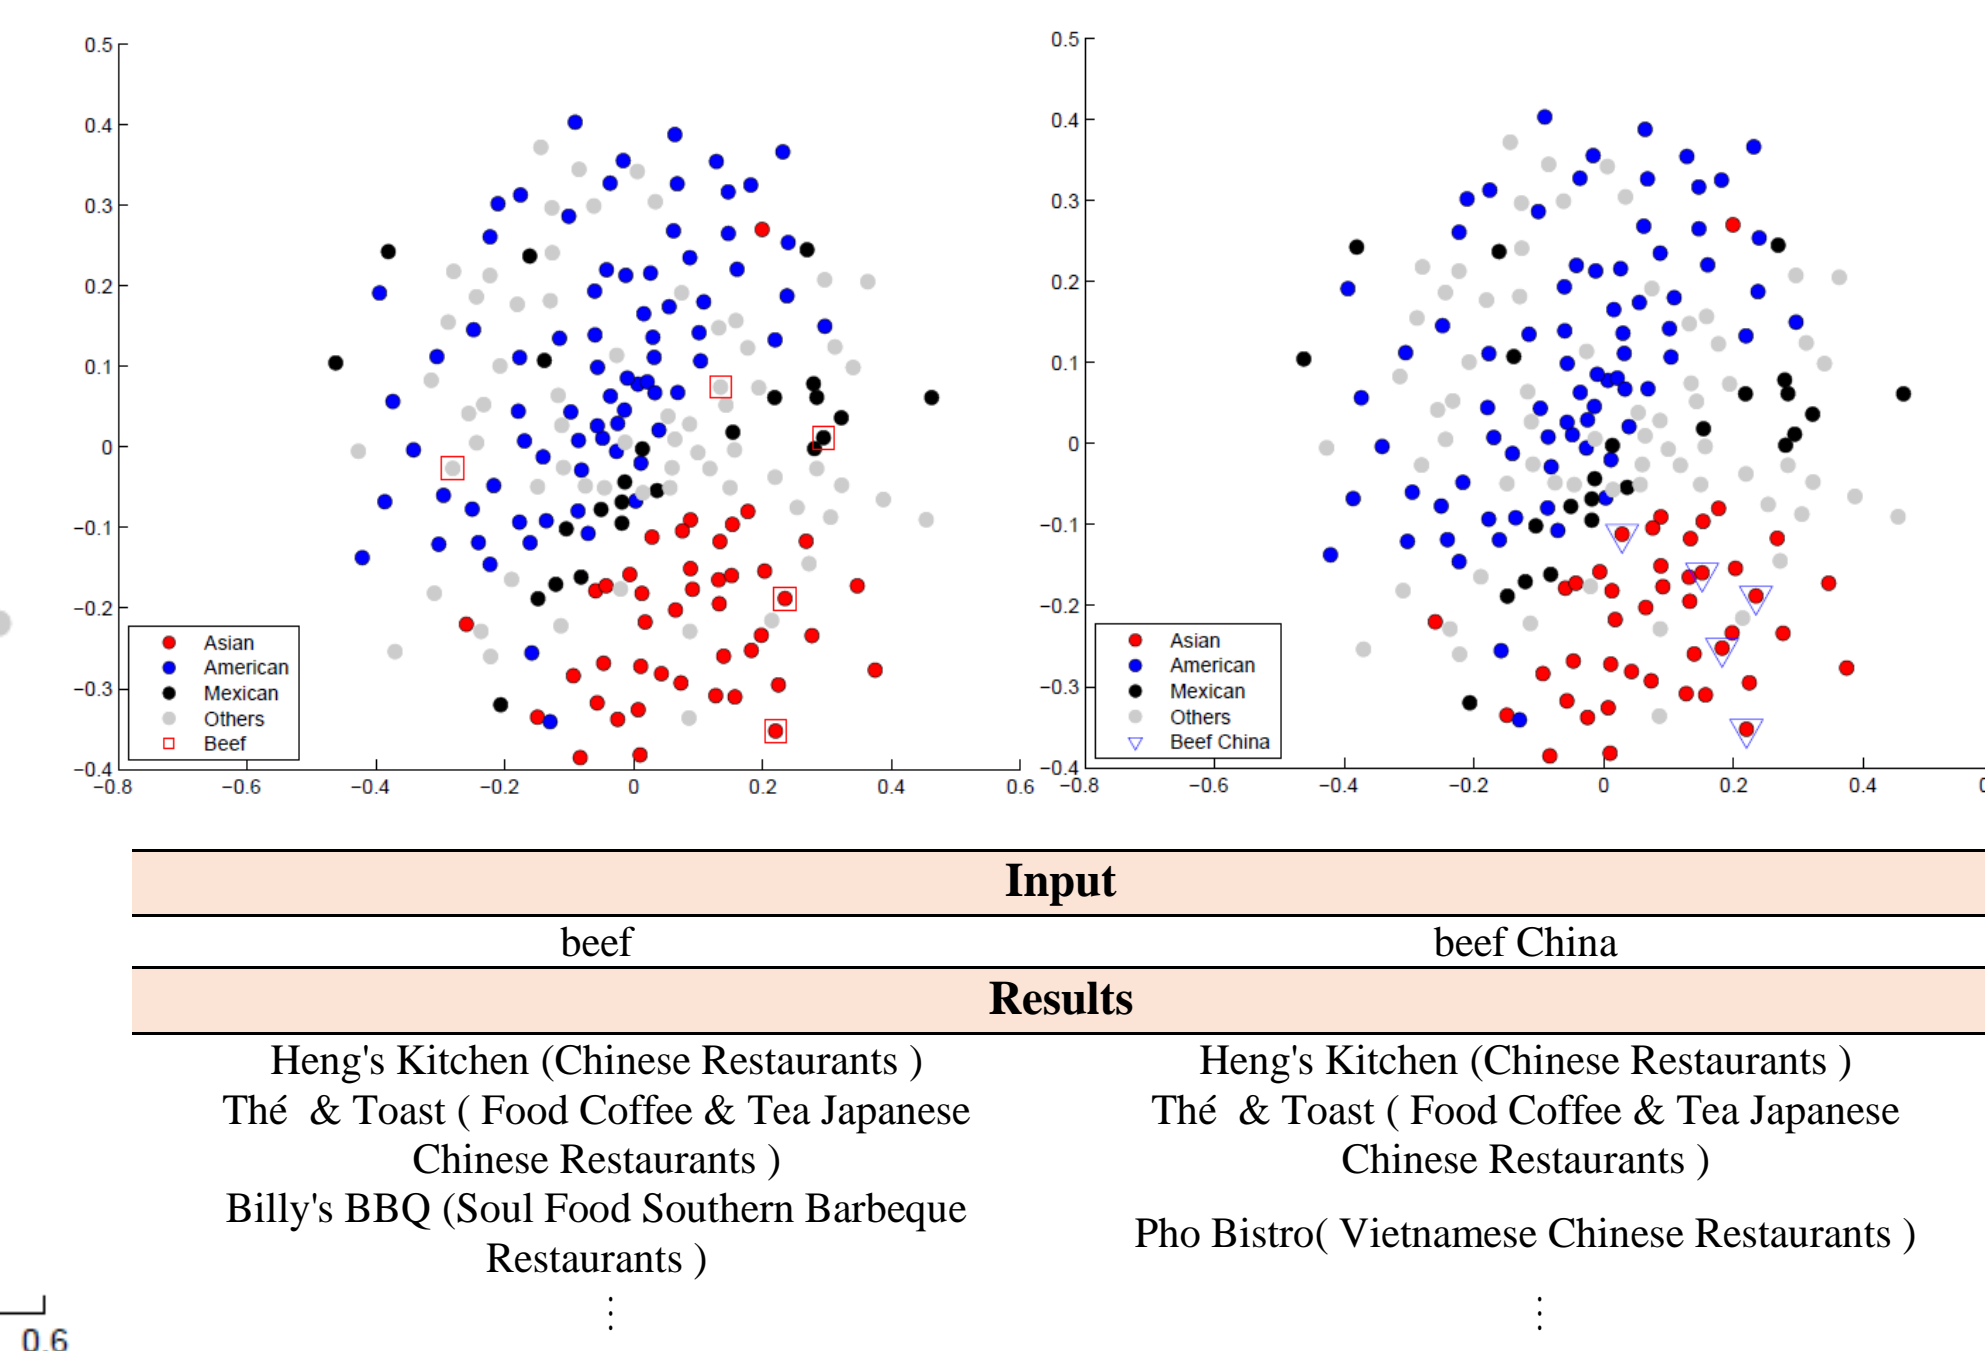 0.5
0.4
0.3
0.2
0.1
0
−0.1
−0.2
−0.3
−0.4
−0.8
−0.6
−0.4
−0.2
0
0.2
0.4
0.6
Asian
American
Mexican
Others
Beef
0.5
0.4
0.3
0.2
0.1
0
−0.1
−0.2
−0.3
−0.4
−0.8
−0.6
−0.4
−0.2
0
0.2
0.4
Asian
American
Mexican
Others
Beef China
Input
beef
beef China
Results
Heng's Kitchen (Chinese Restaurants )
Thé & Toast ( Food Coffee & Tea Japanese
Chinese Restaurants )
Billy's BBQ (Soul Food Southern Barbeque
Restaurants )
⋮
Heng's Kitchen (Chinese Restaurants )
Thé & Toast ( Food Coffee & Tea Japanese
Chinese Restaurants )
Pho Bistro( Vietnamese Chinese Restaurants )
⋮
0.6